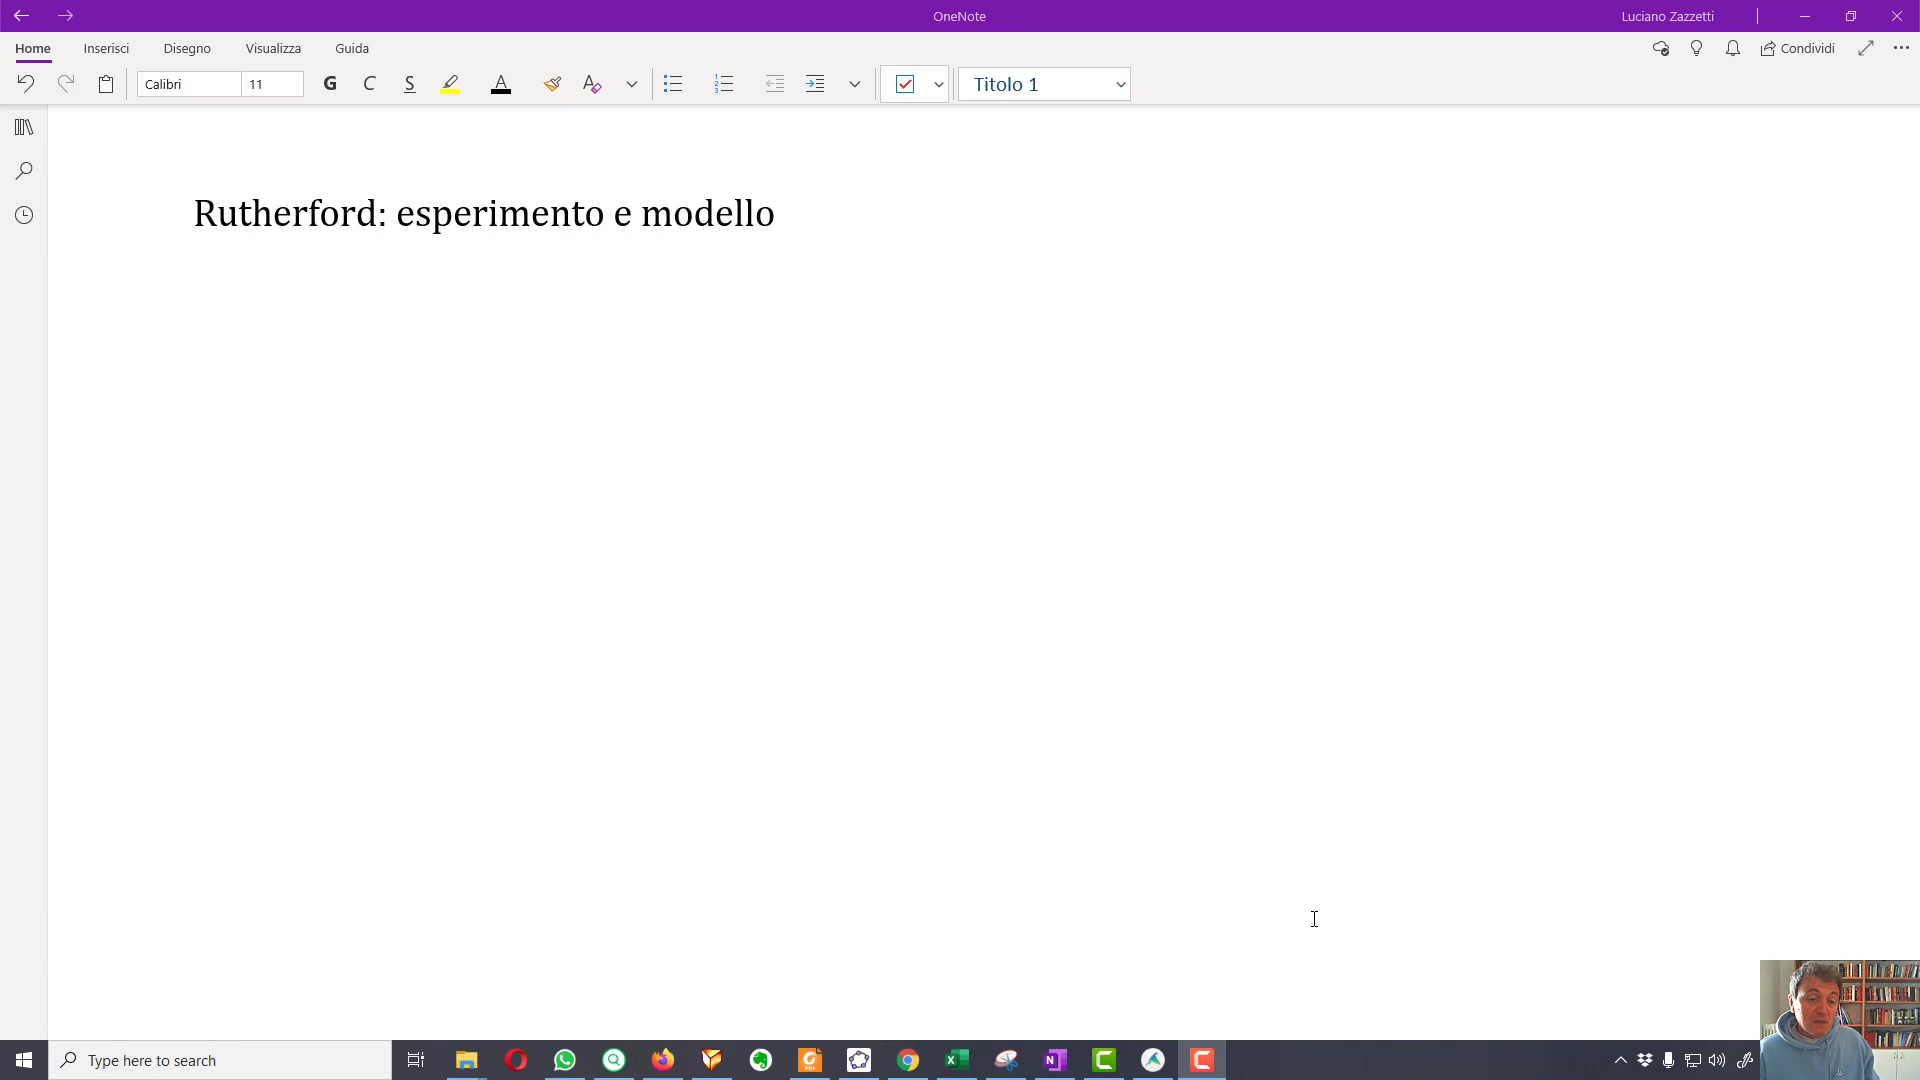 OneNote
Luciano Zazzetti
Home
Inserisci
Disegno
Visualizza
Guida
Condividi
Calibri
11
G
C
S
A
A
Titolo 1
Rutherford: esperimento e modello
Type here to search